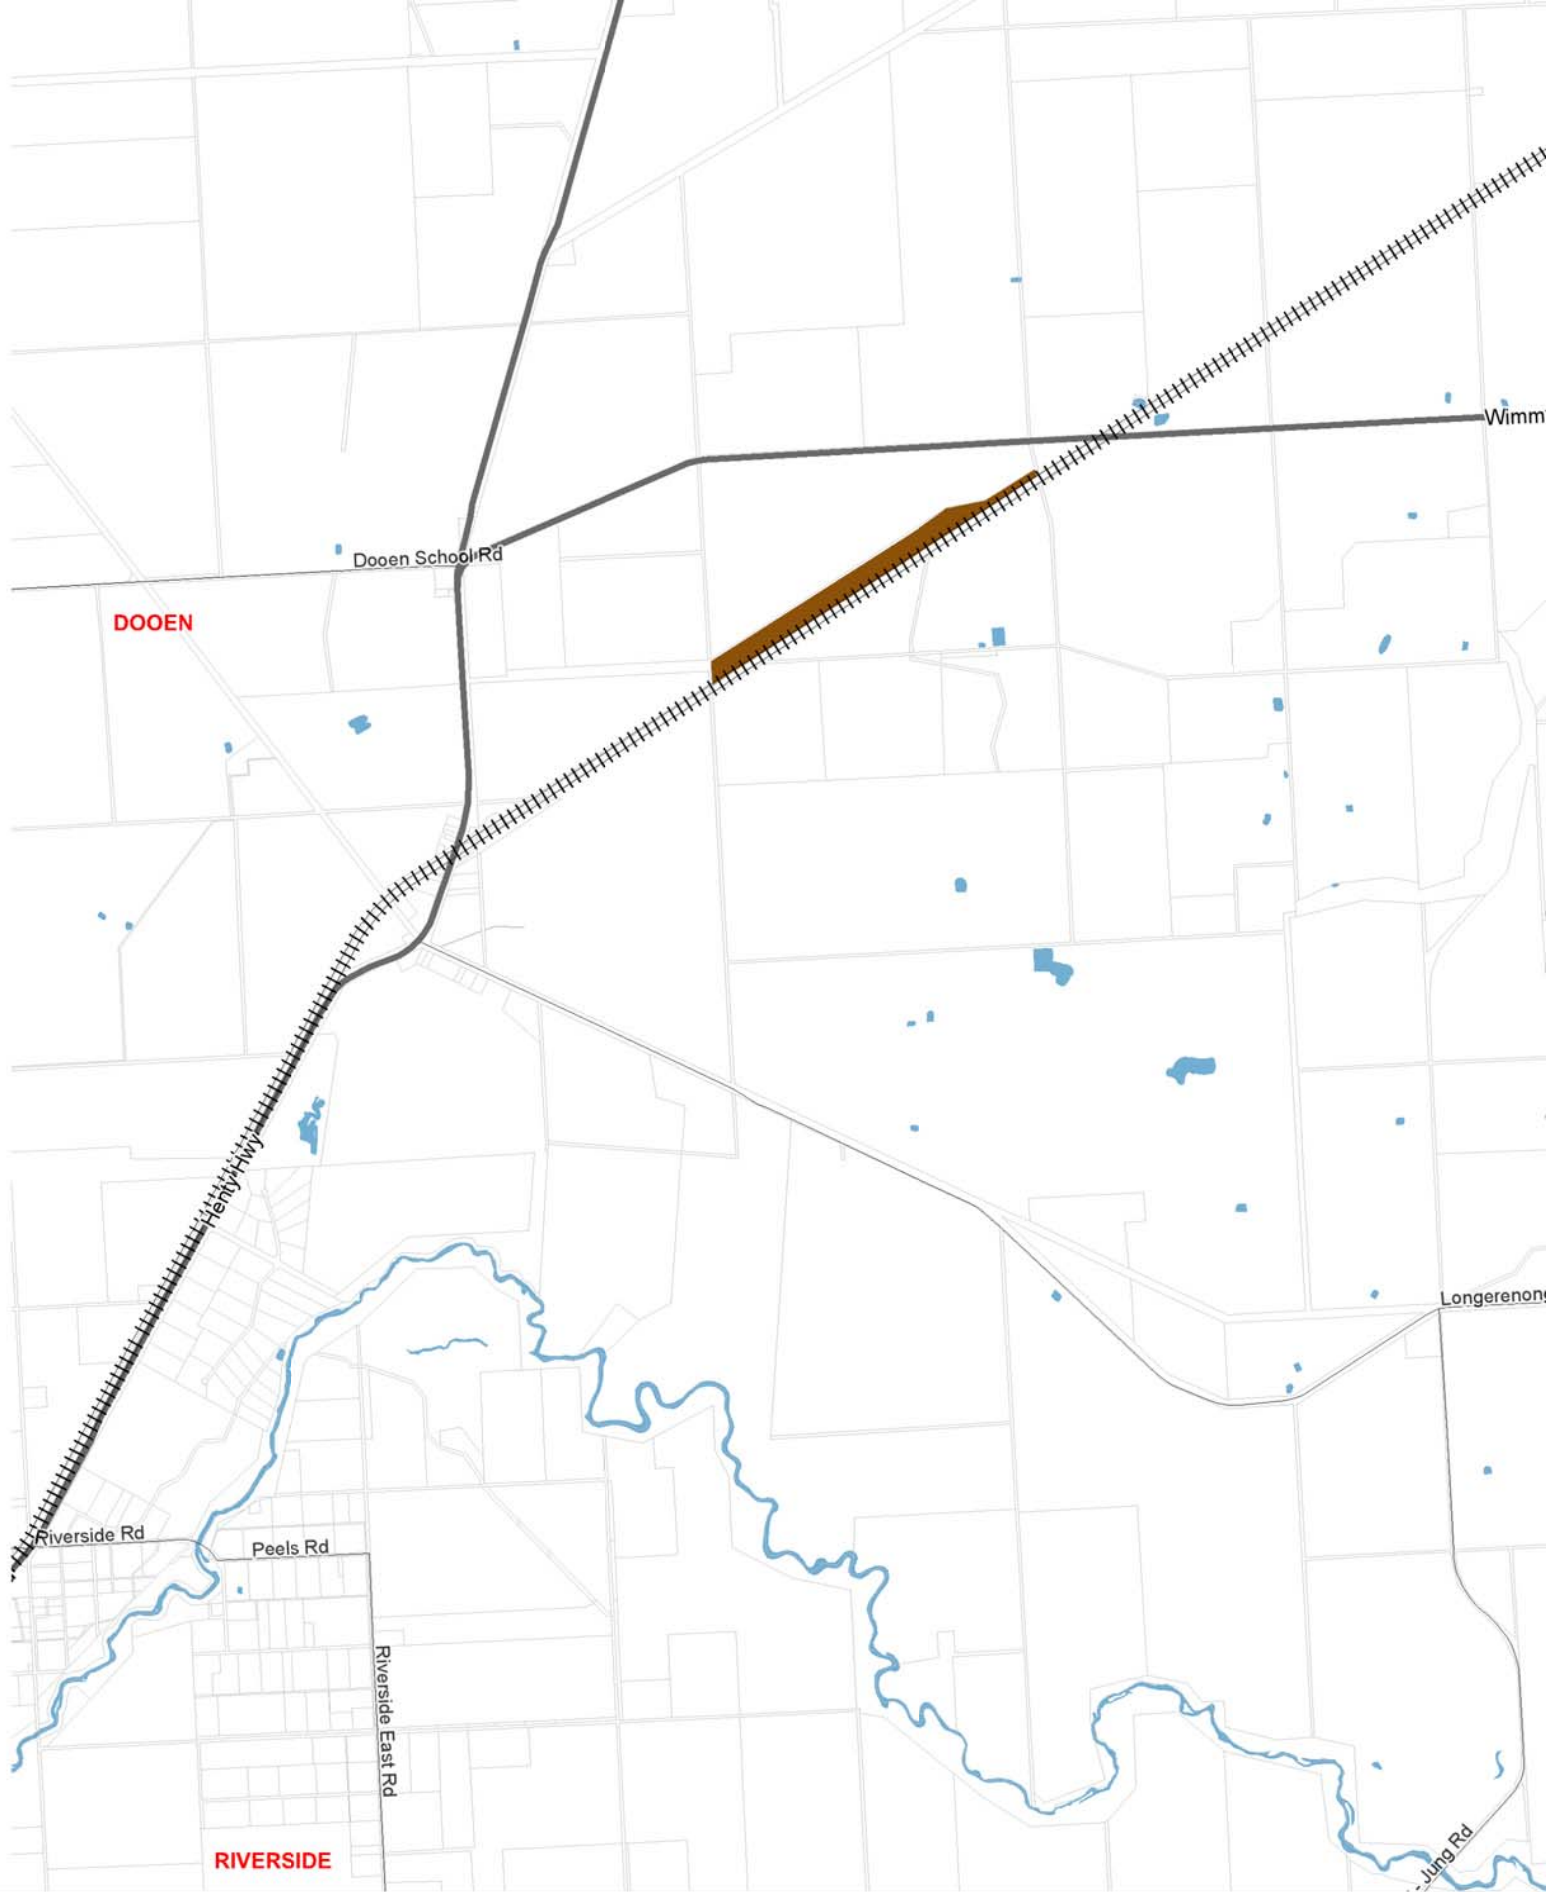 Wimm
Dooen School Rd
DOOEN
Henty Hwy
Longerenong
Riverside Rd
Peels Rd
Riverside East Rd
RIVERSIDE
- Jung Rd